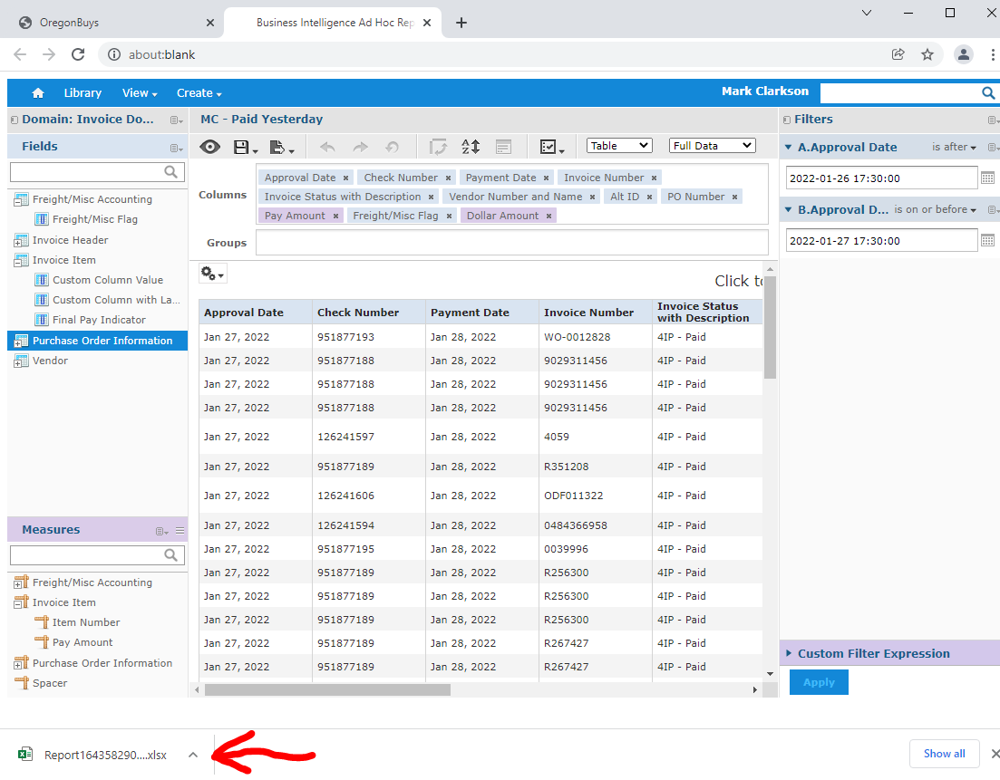 OregonBuys
Business Intelligence Ad Hoc Rep
about:blank
Library View Create
Mark Clarkson
Domain: Invoice Do...
MC - Paid Yesterday
Filters
Fields
Table
Full Data
A.Approval Date is after
2022-01-26 17:30:00
B.Approval D... is on or before
2022-01-27 17:30:00
Columns
Approval Date × Check Number × Payment Date × Invoice Number ×
Invoice Status with Description × Vendor Number and Name × Alt ID × PO Number ×
Pay Amount × Freight/Misc Flag × Dollar Amount ×
Groups
Freight/Misc Accounting
Freight/Misc Flag
Invoice Header
Invoice Item
Custom Column Value
Custom Column with La...
Final Pay Indicator
Purchase Order Information
Vendor
Click to
Approval Date Check Number Payment Date Invoice Number Invoice Status with Description
Jan 27, 2022 951877193 Jan 28, 2022 WO-0012828 4IP - Paid
Jan 27, 2022 951877188 Jan 28, 2022 9029311456 4IP - Paid
Jan 27, 2022 951877188 Jan 28, 2022 9029311456 4IP - Paid
Jan 27, 2022 951877188 Jan 28, 2022 9029311456 4IP - Paid
Jan 27, 2022 126241597 Jan 28, 2022 4059 4IP - Paid
Jan 27, 2022 951877189 Jan 28, 2022 R351208 4IP - Paid
Jan 27, 2022 126241606 Jan 28, 2022 ODF011322 4IP - Paid
Jan 27, 2022 126241594 Jan 28, 2022 0484366958 4IP - Paid
Jan 27, 2022 951877195 Jan 28, 2022 0039996 4IP - Paid
Jan 27, 2022 951877189 Jan 28, 2022 R256300 4IP - Paid
Jan 27, 2022 951877189 Jan 28, 2022 R256300 4IP - Paid
Jan 27, 2022 951877189 Jan 28, 2022 R256300 4IP - Paid
Jan 27, 2022 951877189 Jan 28, 2022 R267427 4IP - Paid
Jan 27, 2022 951877189 Jan 28, 2022 R267427 4IP - Paid
Measures
Freight/Misc Accounting
Invoice Item
Item Number
Pay Amount
Purchase Order Information
Spacer
Custom Filter Expression
Apply
Report164358290....xlsx
Show all